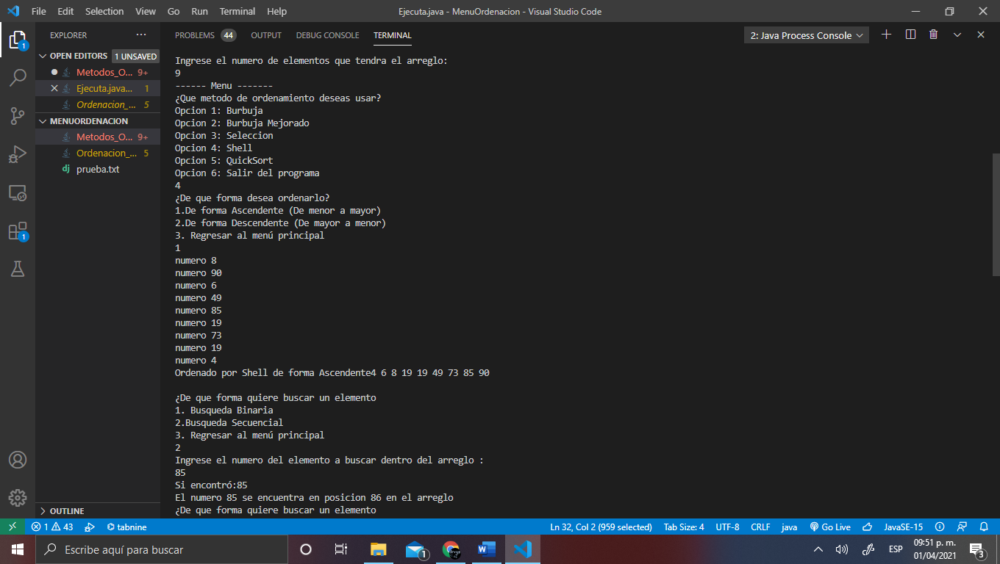 File Edit Selection View Go Run Terminal Help Ejecuta.java - MenuOrdenacion - Visual Studio Code
EXPLORER ···
OPEN EDITORS 1 UNSAVED
Metodos_O... 9+
Ejecuta.java... 1
Ordenacion_... 5
MENUORDENACION
Metodos_O... 9+
Ordenacion_... 5
dj prueba.txt
OUTLINE
1
1
PROBLEMS 44 OUTPUT DEBUG CONSOLE TERMINAL 2: Java Process Console
Ingrese el numero de elementos que tendra el arreglo:
9
------ Menu -------
¿Que metodo de ordenamiento deseas usar?
Opcion 1: Burbuja
Opcion 2: Burbuja Mejorado
Opcion 3: Seleccion
Opcion 4: Shell
Opcion 5: QuickSort
Opcion 6: Salir del programa
4
¿De que forma desea ordenarlo?
1.De forma Ascendente (De menor a mayor)
2.De forma Descendente (De mayor a menor)
3. Regresar al menú principal
1
numero 8
numero 90
numero 6
numero 49
numero 85
numero 19
numero 73
numero 19
numero 4
Ordenado por Shell de forma Ascendente4 6 8 19 19 49 73 85 90
¿De que forma quiere buscar un elemento
1. Busqueda Binaria
2.Busqueda Secuencial
3. Regresar al menú principal
2
Ingrese el numero del elemento a buscar dentro del arreglo :
85
Si encontró:85
El numero 85 se encuentra en posicion 86 en el arreglo
¿De que forma quiere buscar un elemento
1 43 tabnine Ln 32, Col 2 (959 selected) Tab Size: 4 UTF-8 CRLF java Go Live JavaSE-15
Escribe aquí para buscar 1 ESP 09:51 p. m. 3
01/04/2021